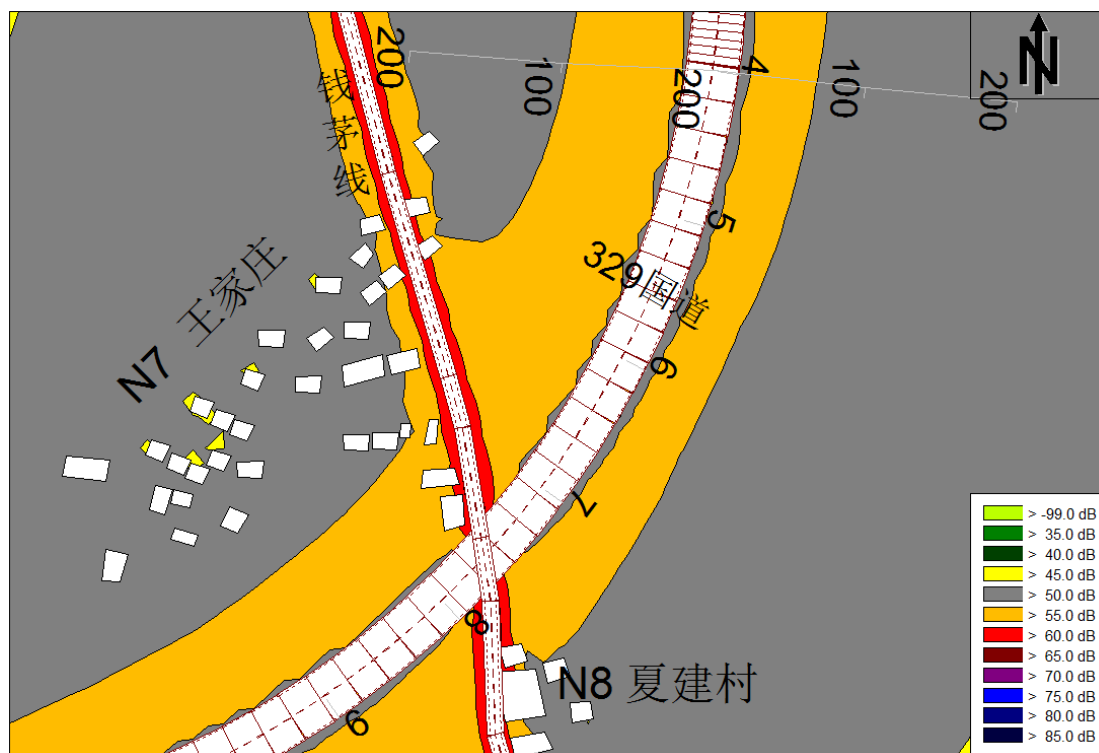 N
200
100
200
4
100
200
钱茅线
5
329国道
N7 王家庄
6
7
8
N8 夏建村
9
> -99.0 dB
> 35.0 dB
> 40.0 dB
> 45.0 dB
> 50.0 dB
> 55.0 dB
> 60.0 dB
> 65.0 dB
> 70.0 dB
> 75.0 dB
> 80.0 dB
> 85.0 dB